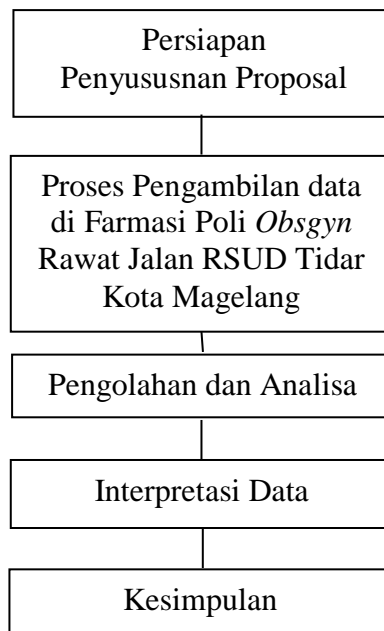 Persiapan
Penyususnan Proposal
Proses Pengambilan data
di Farmasi Poli Obsgyn
Rawat Jalan RSUD Tidar
Kota Magelang
Pengolahan dan Analisa
Interpretasi Data
Kesimpulan